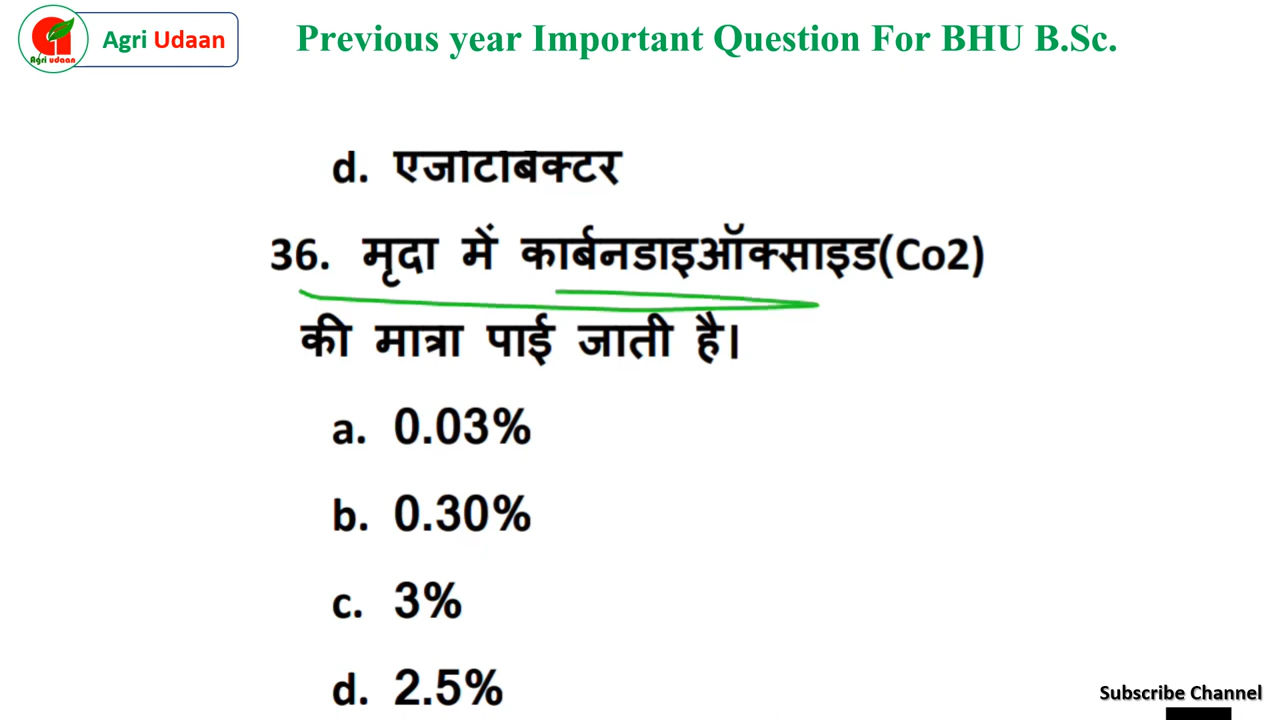 Agri Udaan
Agri udaan
Previous year Important Question For BHU B.Sc.
d. एजोटोबैक्टर
36. मृदा में कार्बनडाइऑक्साइड(Co2)
की मात्रा पाई जाती है।
a. 0.03%
b. 0.30%
c. 3%
d. 2.5%
Subscribe Channel